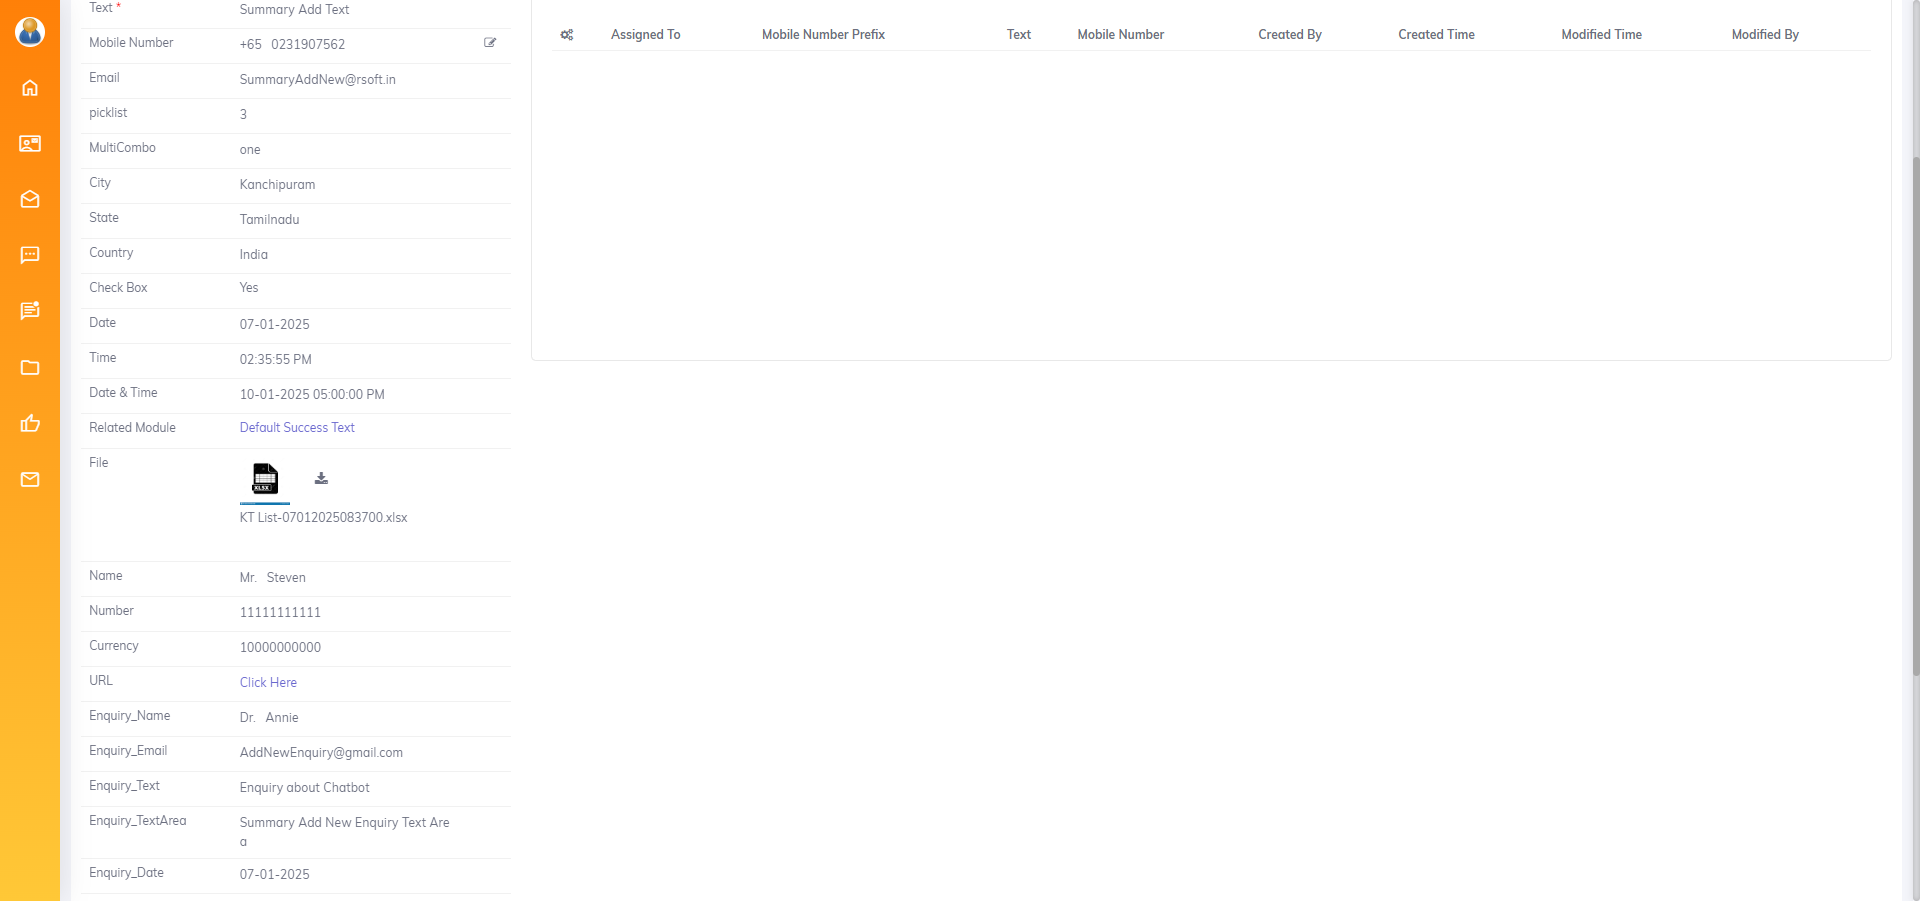 Text * Summary Add Text
Mobile Number +65 0231907562
Email SummaryAddNew@rsoft.in
picklist 3
MultiCombo one
City Kanchipuram
State Tamilnadu
Country India
Check Box Yes
Date 07-01-2025
Time 02:35:55 PM
Date & Time 10-01-2025 05:00:00 PM
Related Module Default Success Text
File
XLSX
KT List-07012025083700.xlsx
Name Mr. Steven
Number 11111111111
Currency 10000000000
URL Click Here
Enquiry_Name Dr. Annie
Enquiry_Email AddNewEnquiry@gmail.com
Enquiry_Text Enquiry about Chatbot
Enquiry_TextArea Summary Add New Enquiry Text Are
a
Enquiry_Date 07-01-2025
Assigned To Mobile Number Prefix Text Mobile Number Created By Created Time Modified Time Modified By